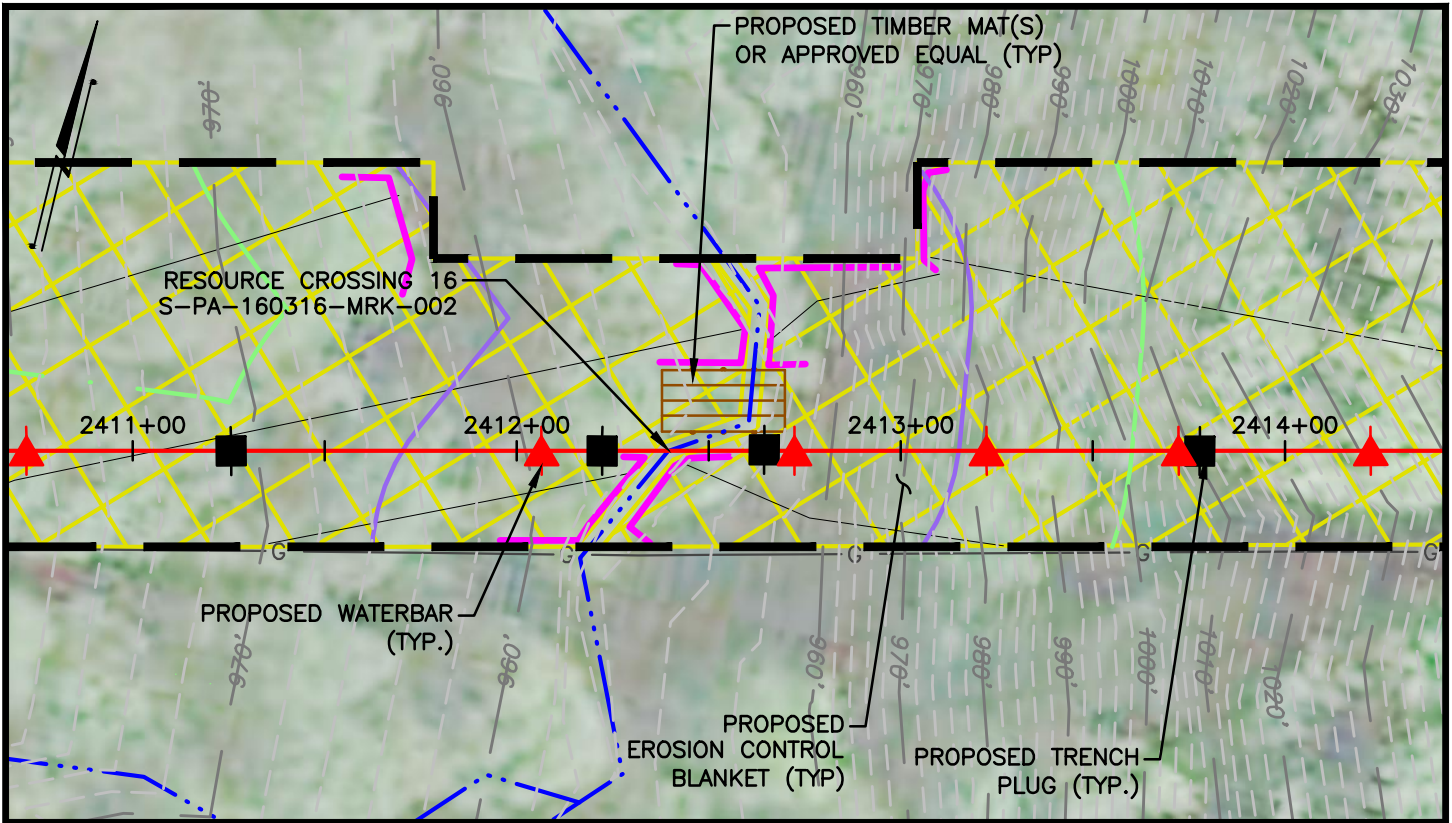 PROPOSED TIMBER MAT(S)
OR APPROVED EQUAL (TYP)
970'
960'
960'
970'
980'
990'
1000'
1010'
1020'
1030'
RESOURCE CROSSING 16
S-PA-160316-MRK-002
2411+00
2412+00
2413+00
2414+00
G
G
G
G
G
PROPOSED WATERBAR
(TYP.)
970'
960'
960'
970'
980'
990'
1000'
1010'
1020'
PROPOSED
EROSION CONTROL
BLANKET (TYP)
PROPOSED TRENCH
PLUG (TYP.)